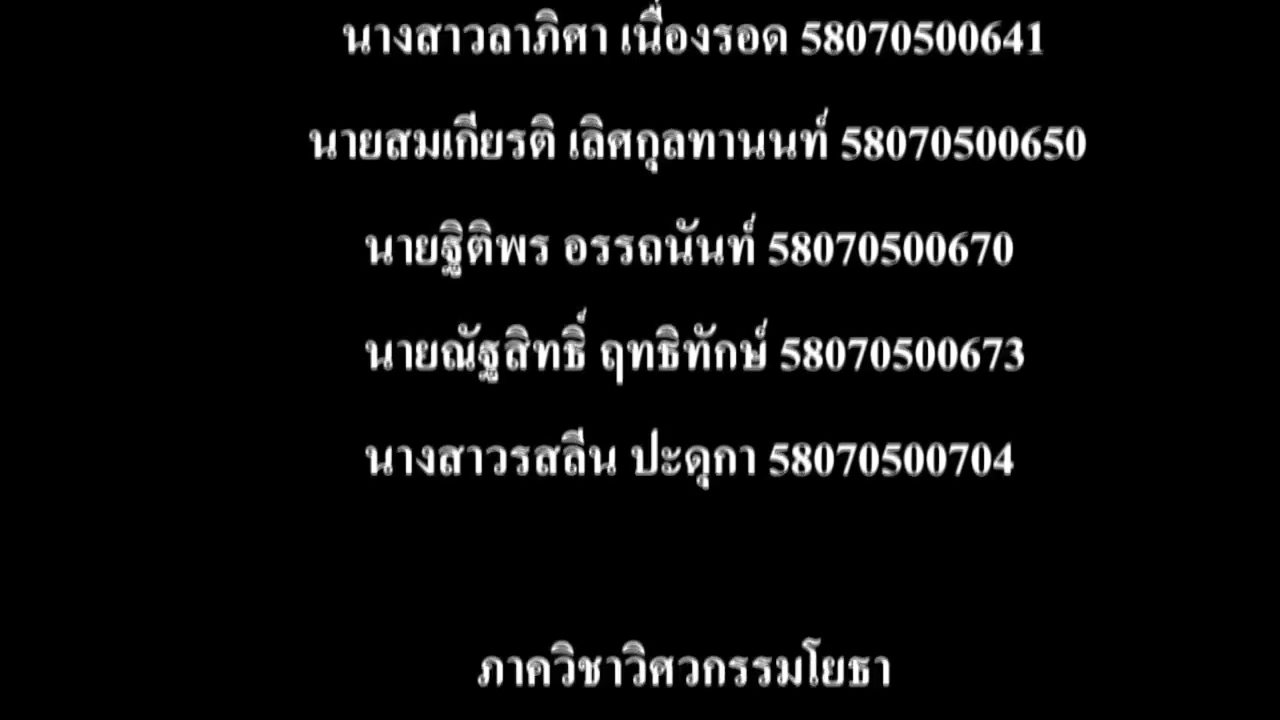 นางสาวลาภิศา เนื่องรอด 58070500641
นายสมเกียรติ เลิศกุลทานนท์ 58070500650
นายฐิติพร อรรถนันท์ 58070500670
นายณัฐสิทธิ์ ฤทธิทักษ์ 58070500673
นางสาวรสลีน ปะดุกา 58070500704
ภาควิชาวิศวกรรมโยธา